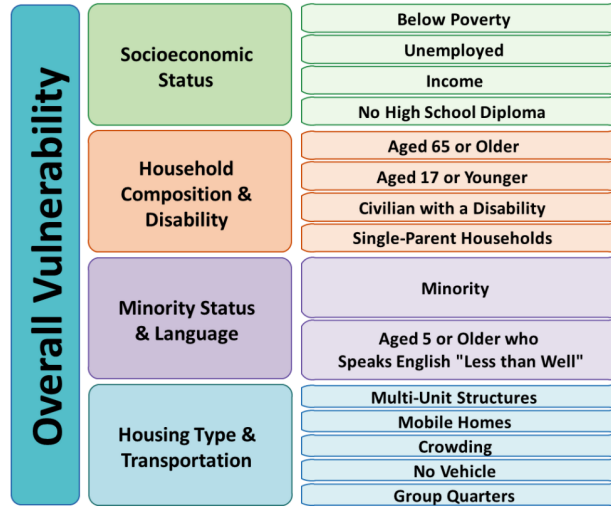 Overall Vulnerability
Socioeconomic
Status
Below Poverty
Unemployed
Income
No High School Diploma
Household
Composition &
Disability
Aged 65 or Older
Aged 17 or Younger
Civilian with a Disability
Single-Parent Households
Minority Status
& Language
Minority
Aged 5 or Older who
Speaks English "Less than Well"
Housing Type &
Transportation
Multi-Unit Structures
Mobile Homes
Crowding
No Vehicle
Group Quarters